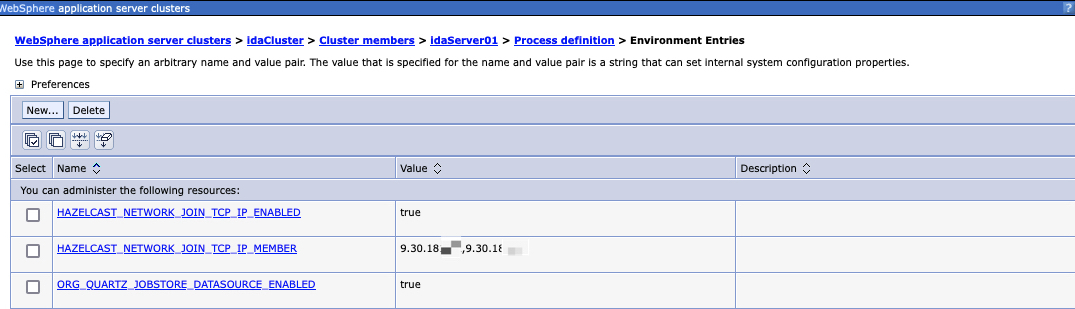 WebSphere application server clusters ?
WebSphere application server clusters > idaCluster > Cluster members > idaServer01 > Process definition > Environment Entries
Use this page to specify an arbitrary name and value pair. The value that is specified for the name and value pair is a string that can set internal system configuration properties.
Preferences
New... Delete
Select Name Value Description
You can administer the following resources:
HAZELCAST_NETWORK_JOIN_TCP_IP_ENABLED true
HAZELCAST_NETWORK_JOIN_TCP_IP_MEMBER 9.30.18 ,9.30.18
ORG_QUARTZ_JOBSTORE_DATASOURCE_ENABLED true